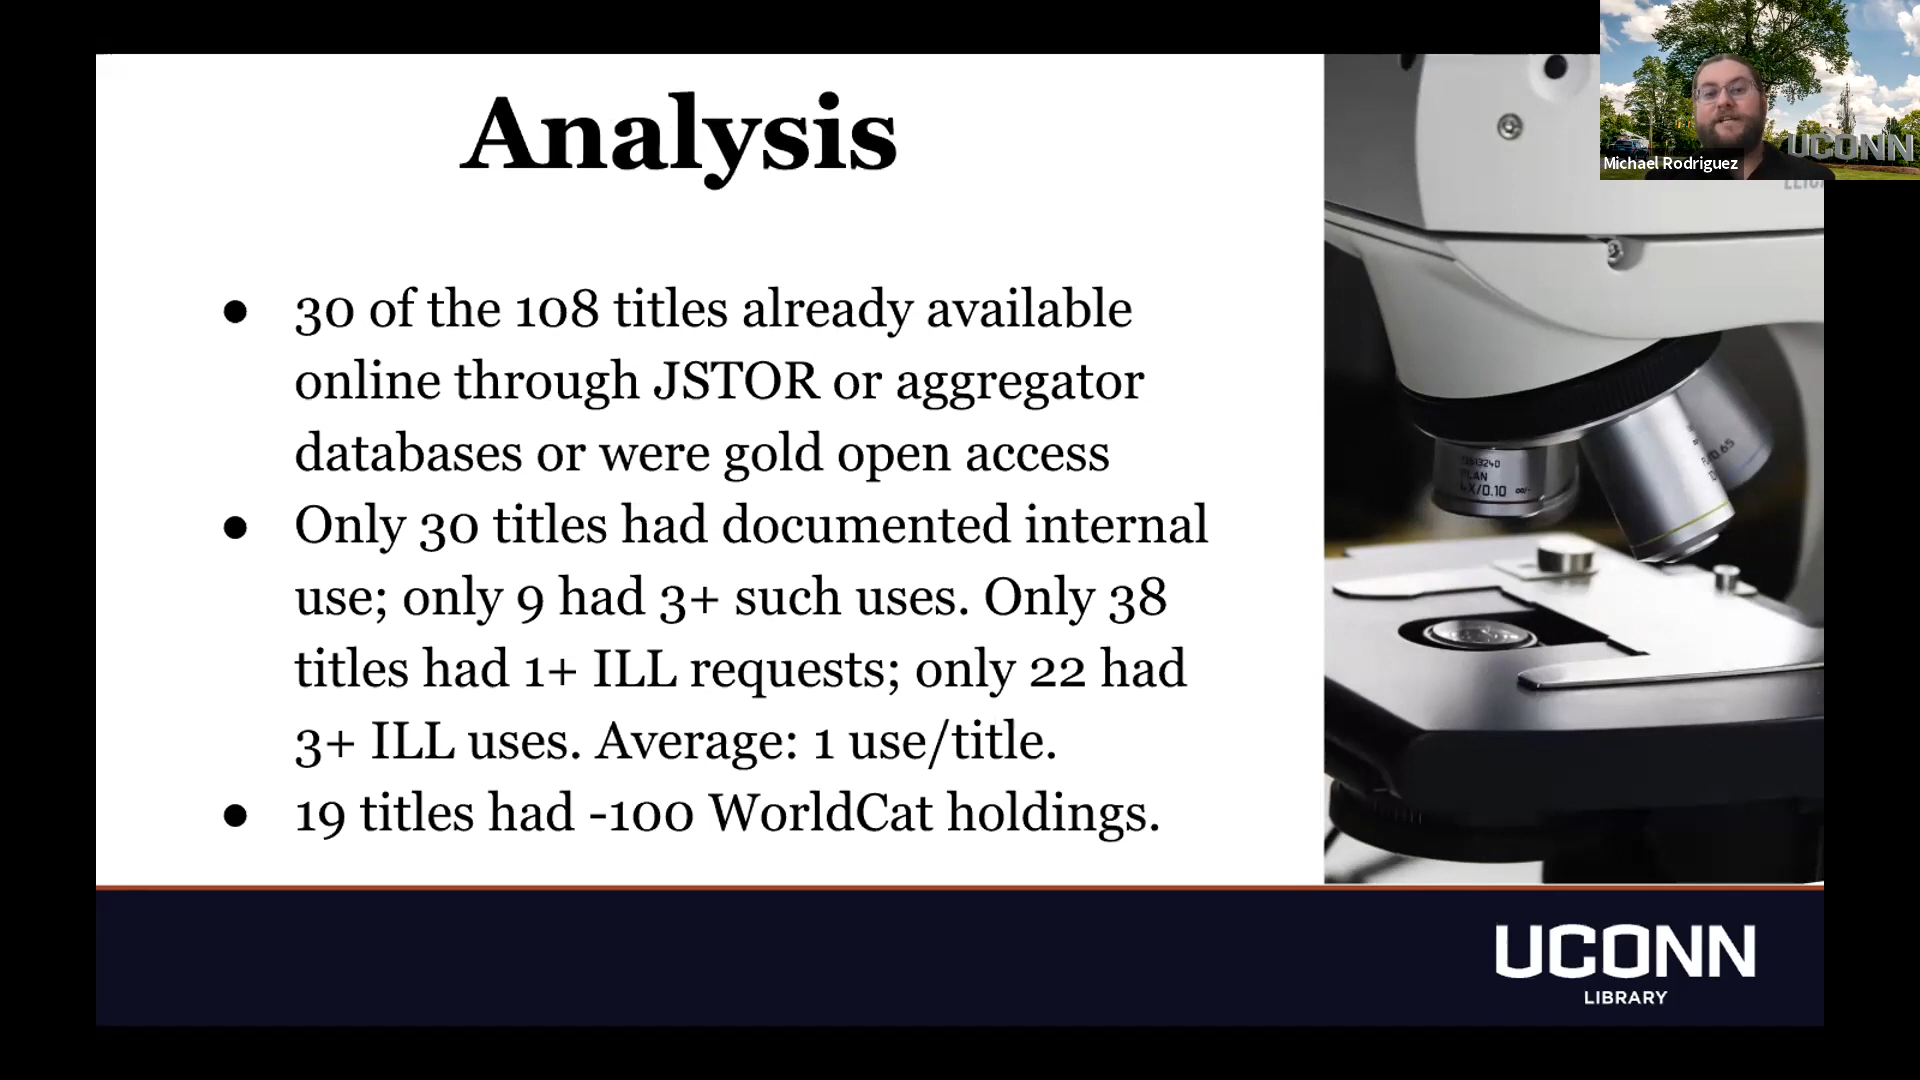 Analysis
● 30 of the 108 titles already available
online through JSTOR or aggregator
databases or were gold open access
● Only 30 titles had documented internal
use; only 9 had 3+ such uses. Only 38
titles had 1+ ILL requests; only 22 had
3+ ILL uses. Average: 1 use/title.
● 19 titles had -100 WorldCat holdings.
UCONN
Michael Rodriguez
PLAN
4X/0.10 ∞/-
UCONN
LIBRARY